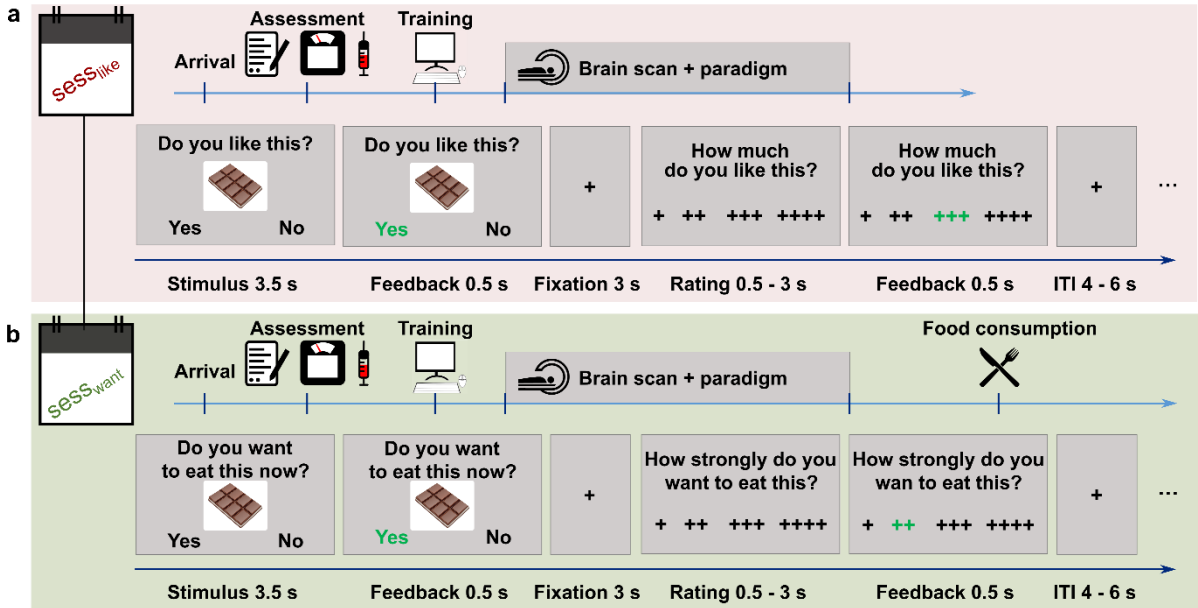 a
sess_like
Assessment
Training
Arrival
Brain scan + paradigm
Do you like this?
Yes No
Do you like this?
Yes No
+
How much
do you like this?
+ ++ +++ ++++
How much
do you like this?
+ ++ +++ ++++
+
...
Stimulus 3.5 s
Feedback 0.5 s
Fixation 3 s
Rating 0.5 - 3 s
Feedback 0.5 s
ITI 4 - 6 s
b
sess_want
Assessment
Training
Food consumption
Arrival
Brain scan + paradigm
Do you want
to eat this now?
Yes No
Do you want
to eat this now?
Yes No
+
How strongly do you
want to eat this?
+ ++ +++ ++++
How strongly do you
wan to eat this?
+ ++ +++ ++++
+
...
Stimulus 3.5 s
Feedback 0.5 s
Fixation 3 s
Rating 0.5 - 3 s
Feedback 0.5 s
ITI 4 - 6 s